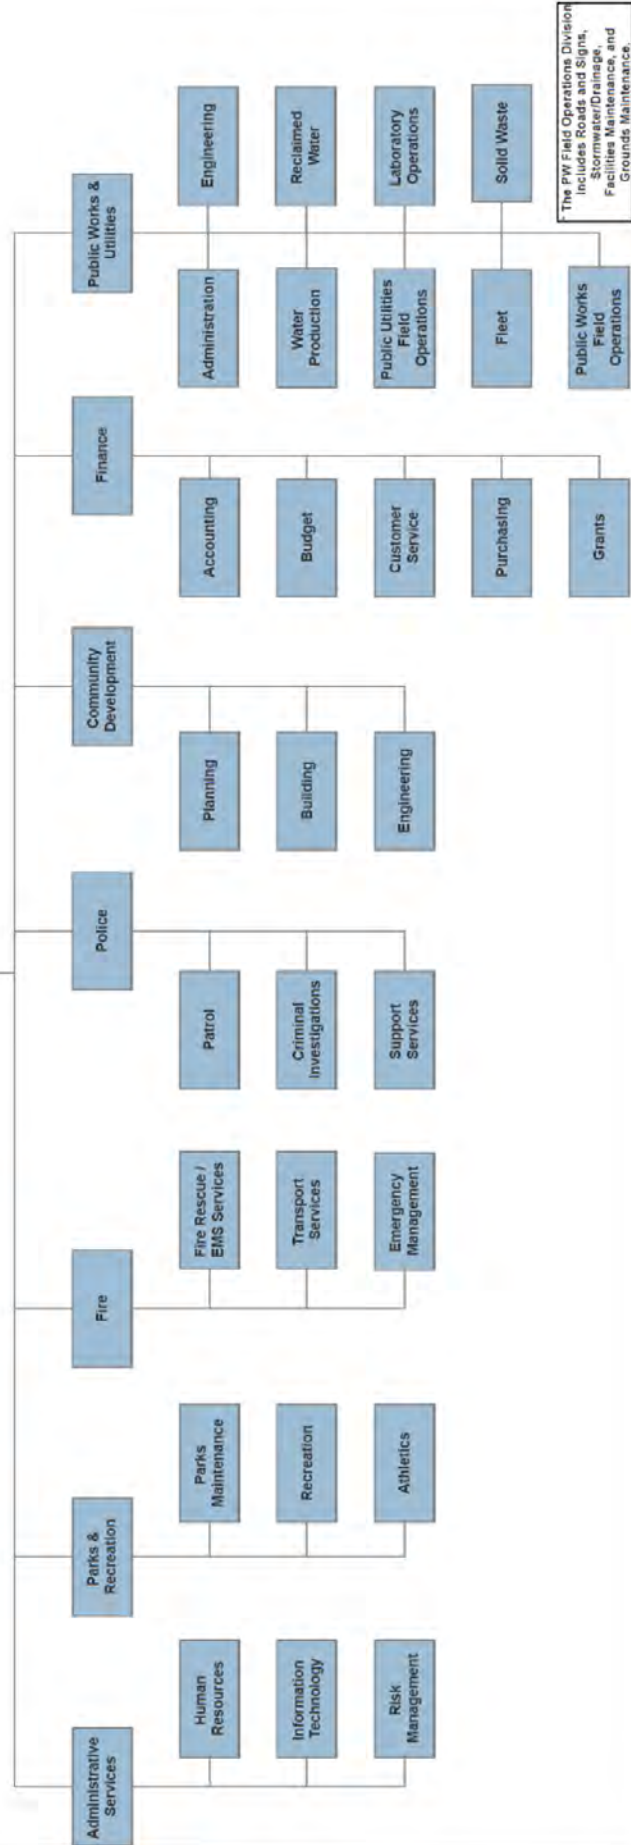 Administrative
Services
Human
Resources
Information
Technology
Risk
Management
Parks &
Recreation
Parks
Maintenance
Recreation
Athletics
Fire
Fire Rescue /
EMS Services
Transport
Services
Emergency
Management
Police
Patrol
Criminal
Investigations
Support
Services
Community
Development
Planning
Building
Engineering
Finance
Accounting
Budget
Customer
Service
Purchasing
Grants
Public Works &
Utilities
Administration
Engineering
Water
Production
Reclaimed
Water
Public Utilities
Field
Operations
Laboratory
Operations
Fleet
Solid Waste
Public Works
Field
Operations
* The PW Field Operations Division
Includes Roads and Signs,
Stormwater/Drainage,
Facilities Maintenance, and
Grounds Maintenance.